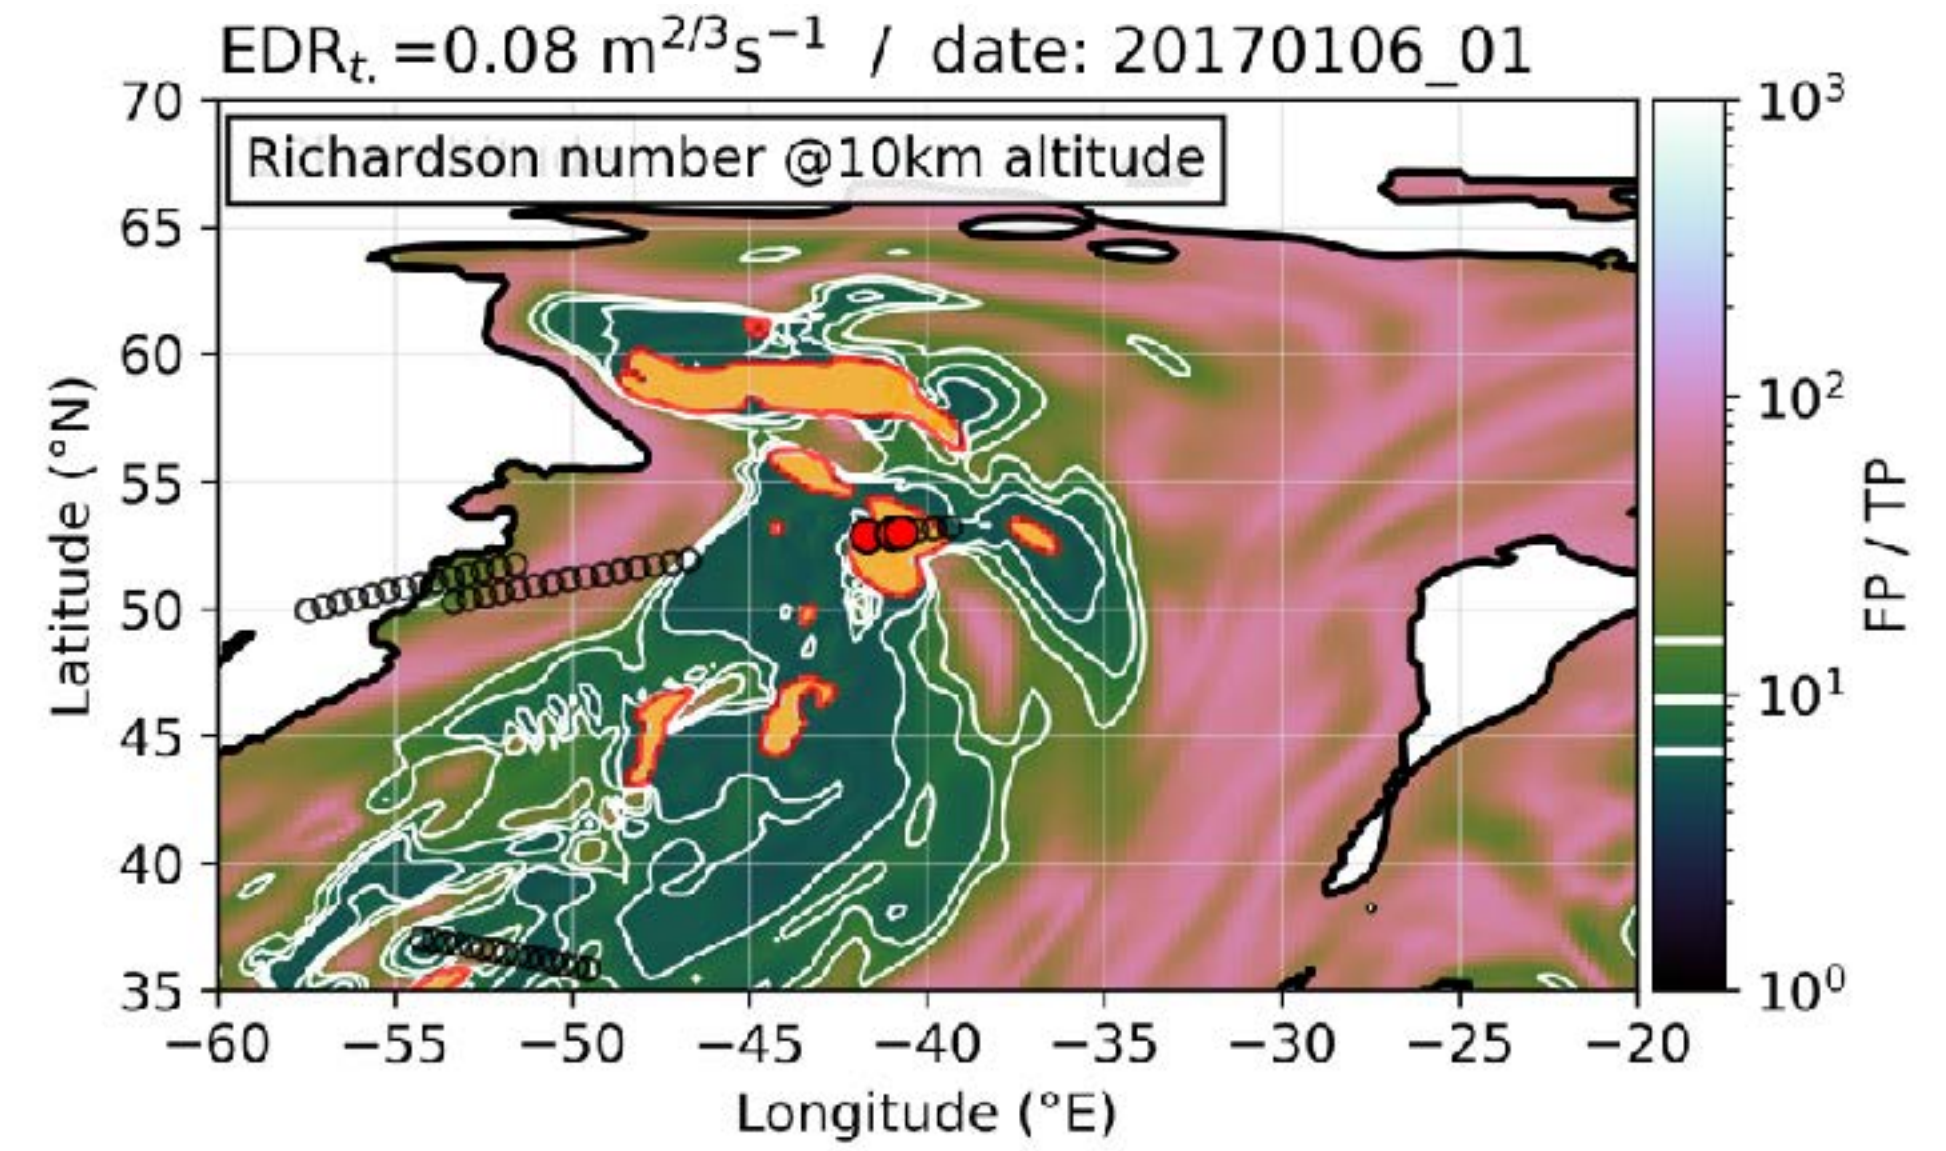 EDRt. =0.08 m2/3s−1 / date: 20170106_01
Richardson number @10km altitude
70
65
60
55
50
45
40
35
Latitude (°N)
−60 −55 −50 −45 −40 −35 −30 −25 −20
Longitude (°E)
10³
10²
10¹
10⁰
FP / TP